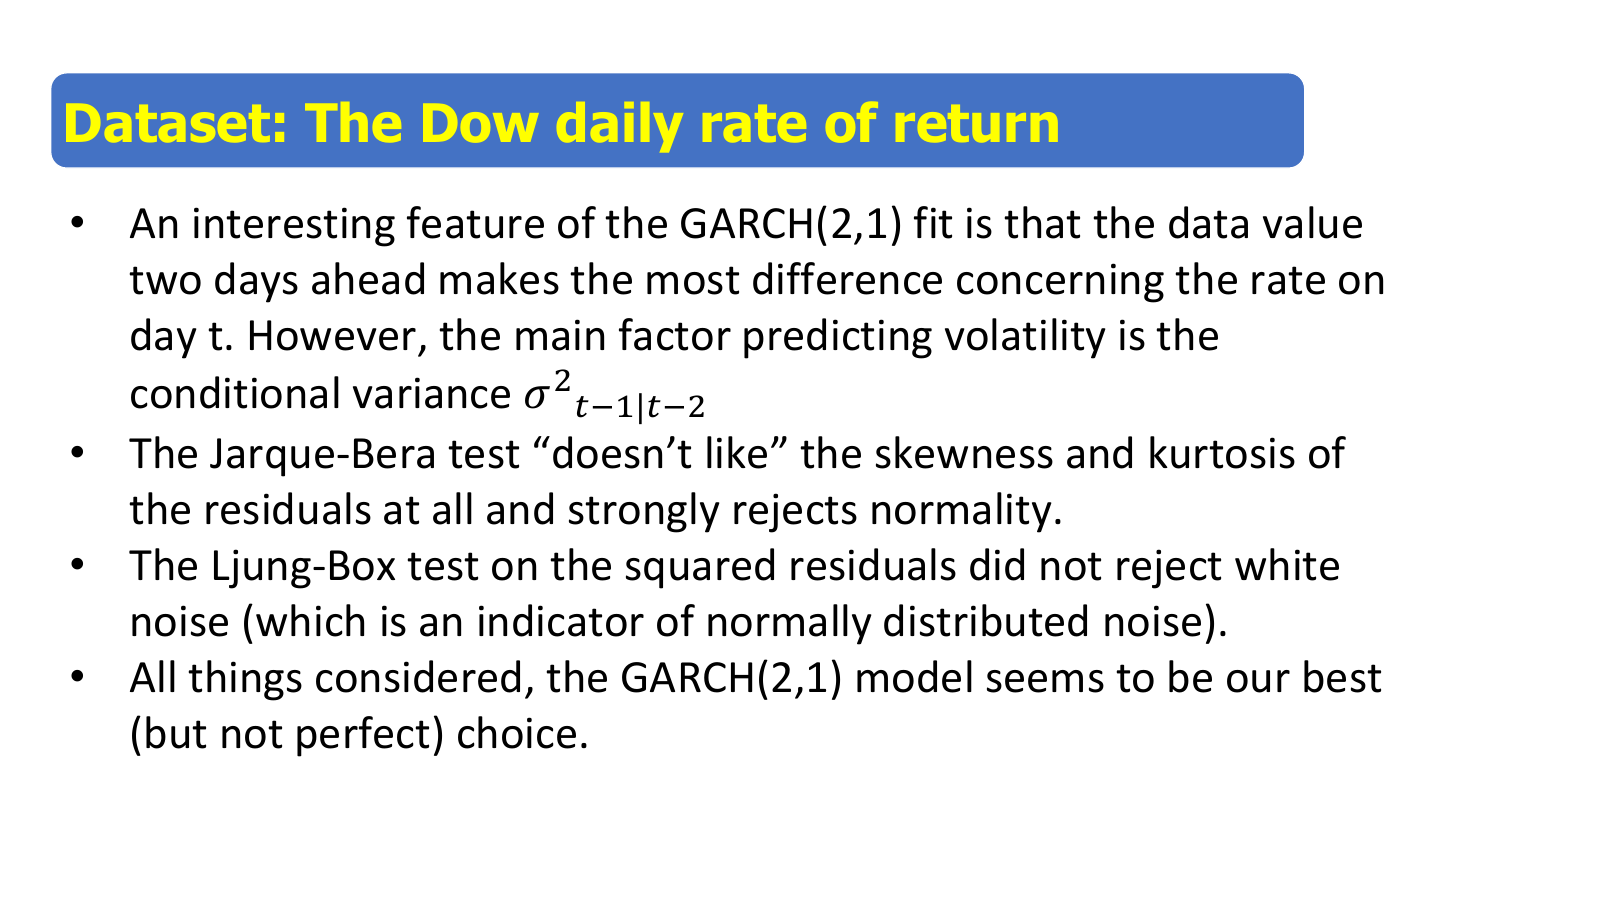 Dataset: The Dow daily rate of return
• An interesting feature of the GARCH(2,1) fit is that the data value
two days ahead makes the most difference concerning the rate on
day t. However, the main factor predicting volatility is the
conditional variance σ²ₜ₋₁|ₜ₋₂
• The Jarque-Bera test “doesn’t like” the skewness and kurtosis of
the residuals at all and strongly rejects normality.
• The Ljung-Box test on the squared residuals did not reject white
noise (which is an indicator of normally distributed noise).
• All things considered, the GARCH(2,1) model seems to be our best
(but not perfect) choice.